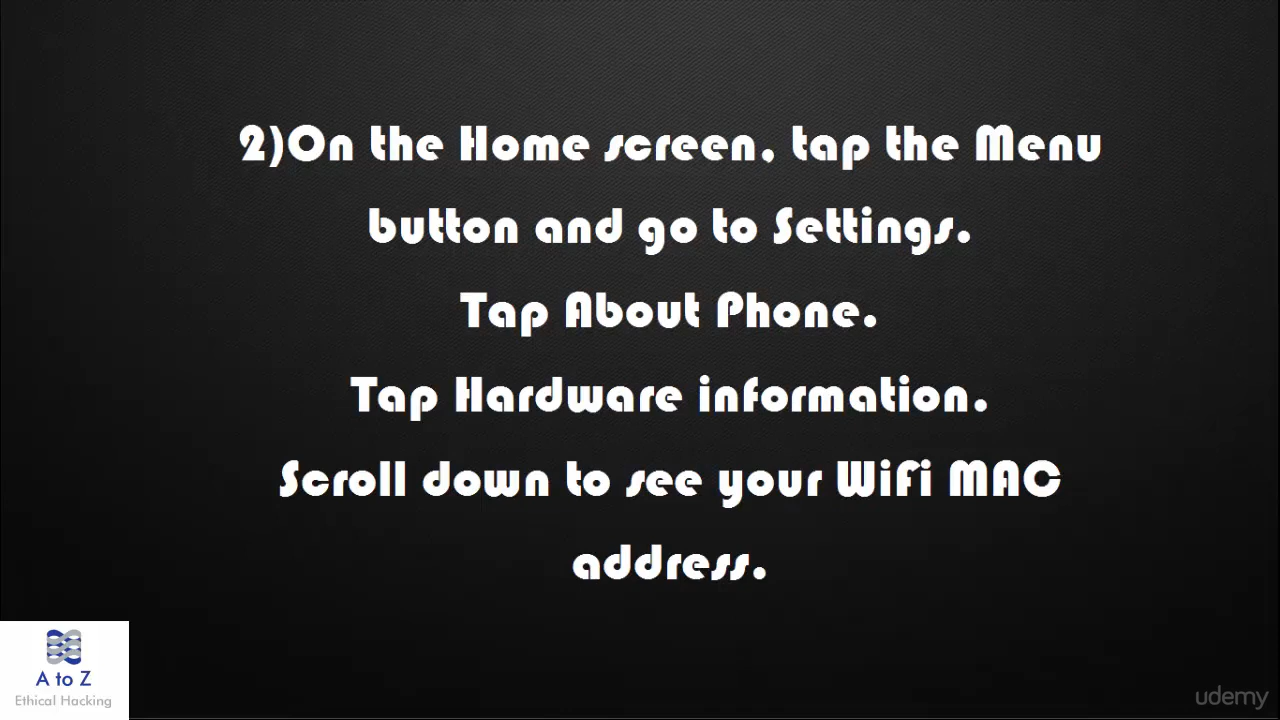 2)On the Home screen, tap the Menu
button and go to Settings.
Tap About Phone.
Tap Hardware information.
Scroll down to see your WiFi MAC
address.
A to Z
Ethical Hacking
udemy